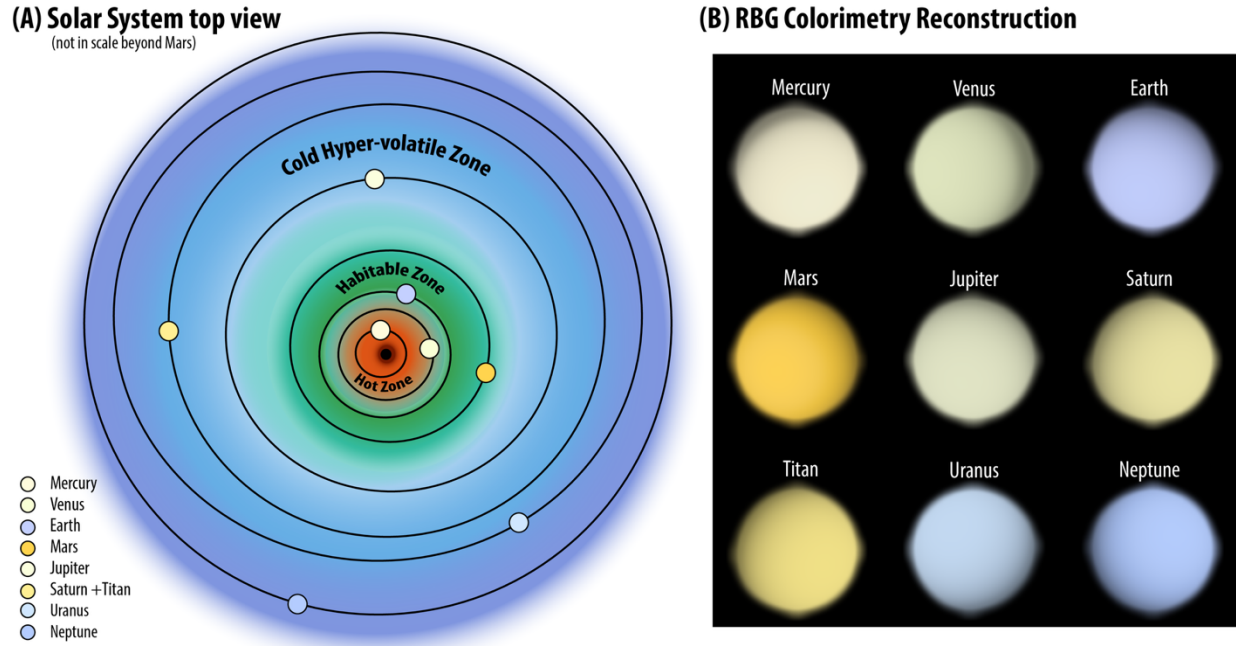 (A) Solar System top view
(not in scale beyond Mars)
Cold Hyper-volatile Zone
Habitable Zone
Hot Zone
Mercury
Venus
Earth
Mars
Jupiter
Saturn +Titan
Uranus
Neptune
(B) RBG Colorimetry Reconstruction
Mercury Venus Earth
Mars Jupiter Saturn
Titan Uranus Neptune